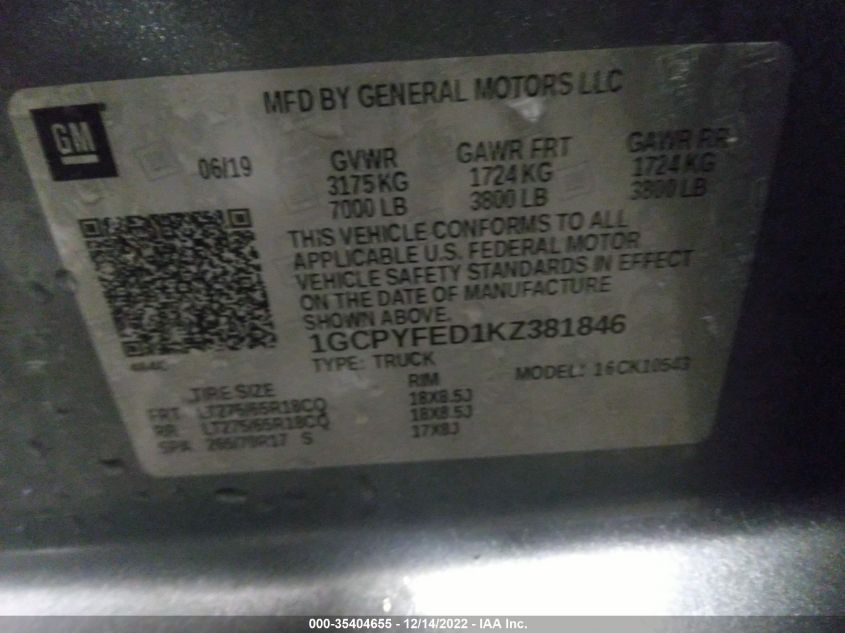 MFD BY GENERAL MOTORS LLC
GM
06/19
GVWR
3175 KG
7000 LB
GAWR FRT
1724 KG
3800 LB
GAWR RR
1724 KG
3800 LB
THIS VEHICLE CONFORMS TO ALL
APPLICABLE U.S. FEDERAL MOTOR
VEHICLE SAFETY STANDARDS IN EFFECT
ON THE DATE OF MANUFACTURE
SHOWN ABOVE.
1GCPYFED1KZ381846
TYPE: TRUCK
MODEL: 16CK10543
TIRE SIZE RIM
FRT LT275/65R18CQ 18X8.5J
RR LT275/65R18CQ 18X8.5J
SPA 265/70R17 S 17X8J
000-35404655 - 12/14/2022 - IAA Inc.